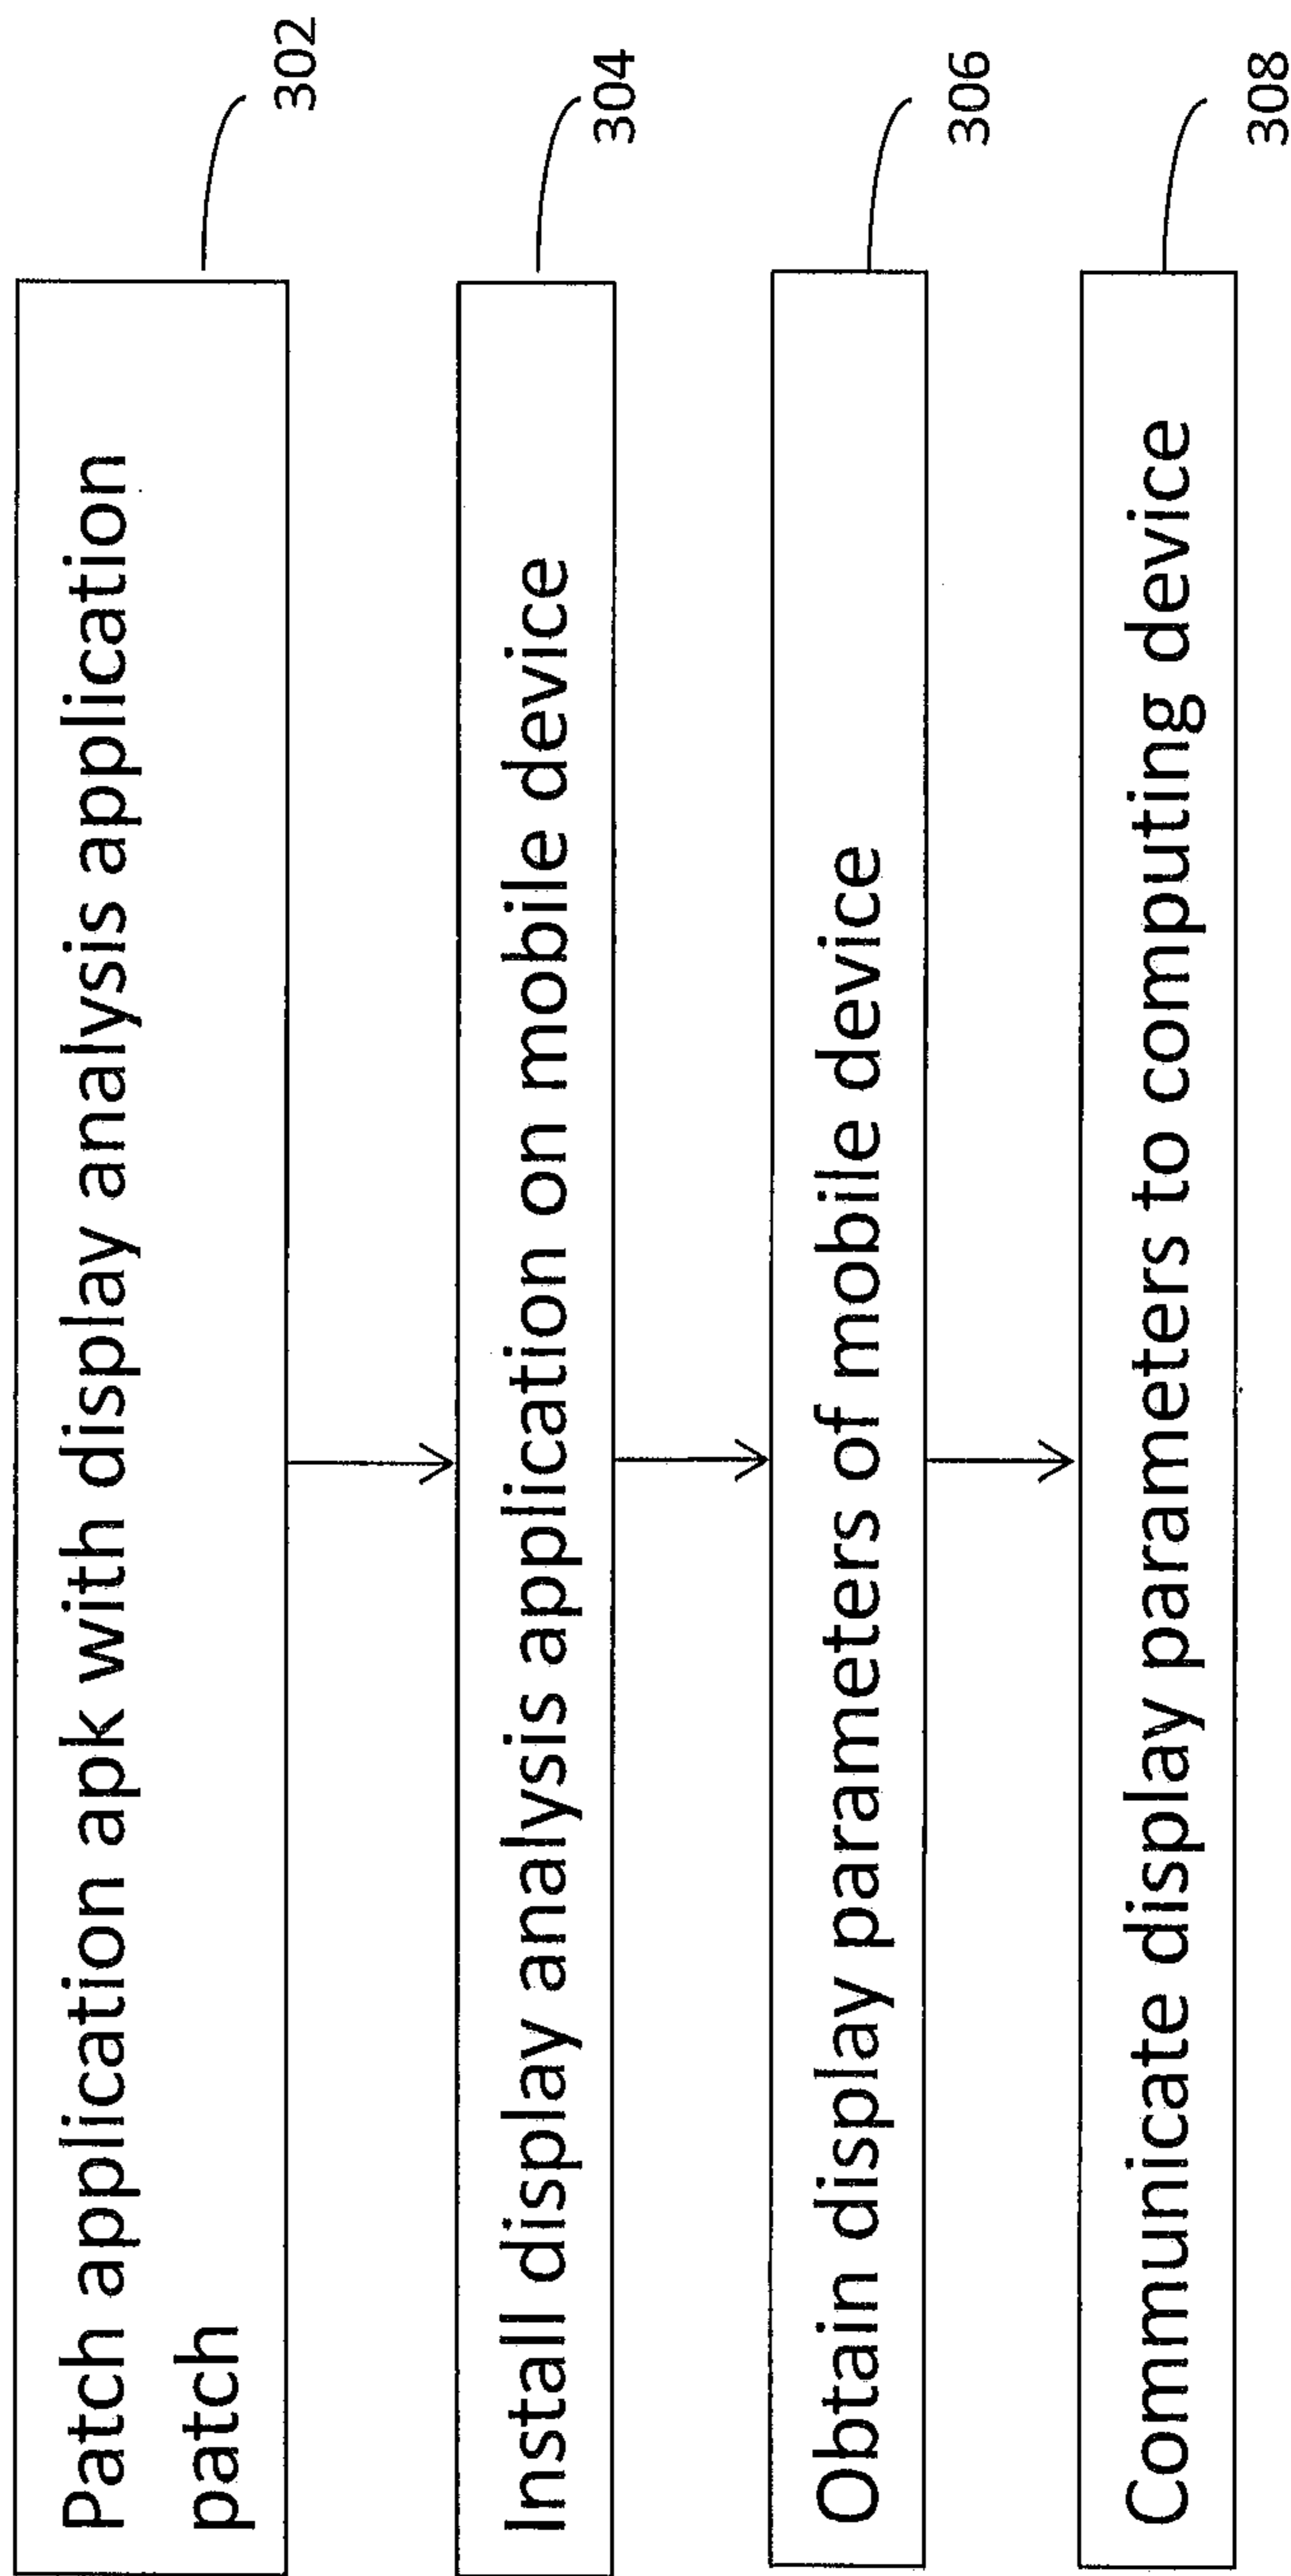 Patch application apk with display analysis application
patch
302
Install display analysis application on mobile device
304
Obtain display parameters of mobile device
306
Communicate display parameters to computing device
308